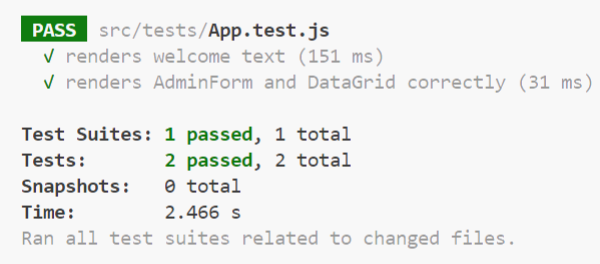 PASS src/tests/App.test.js
√ renders welcome text (151 ms)
√ renders AdminForm and DataGrid correctly (31 ms)
Test Suites: 1 passed, 1 total
Tests: 2 passed, 2 total
Snapshots: 0 total
Time: 2.466 s
Ran all test suites related to changed files.